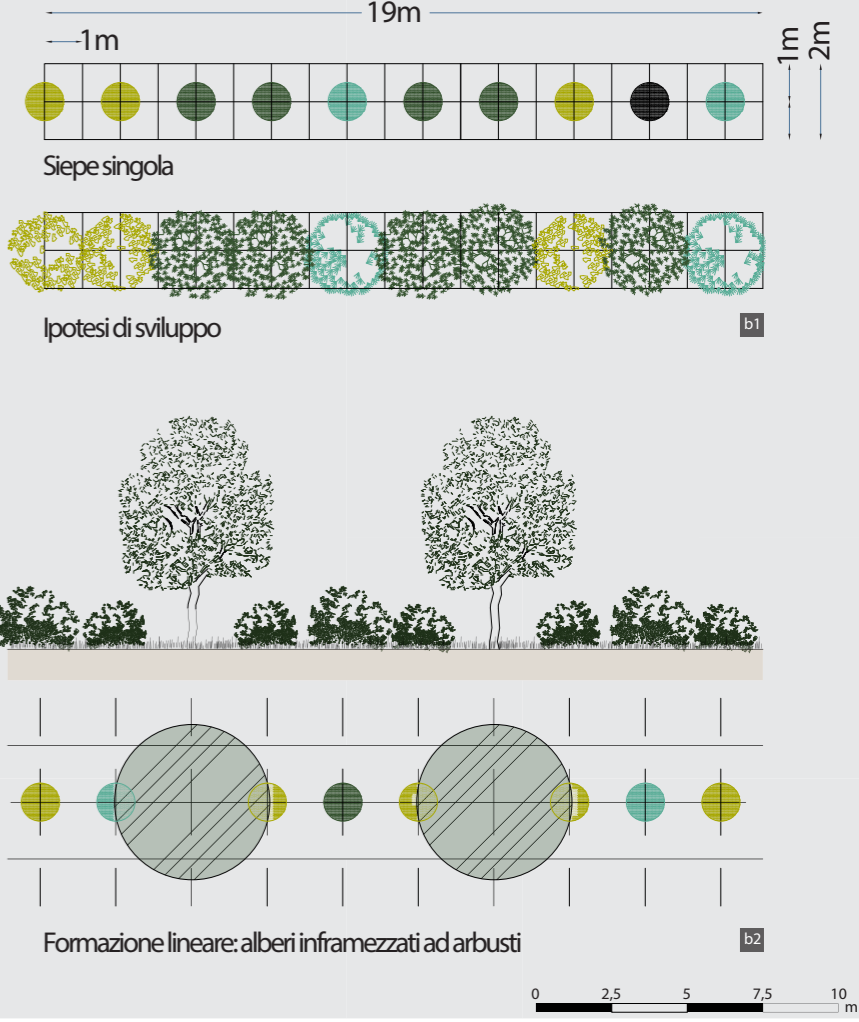 19m
1m
1m
2m
Siepe singola
Ipotesi di sviluppo
b1
Formazione lineare: alberi inframezzati ad arbusti
b2
0 2,5 5 7,5 10
m